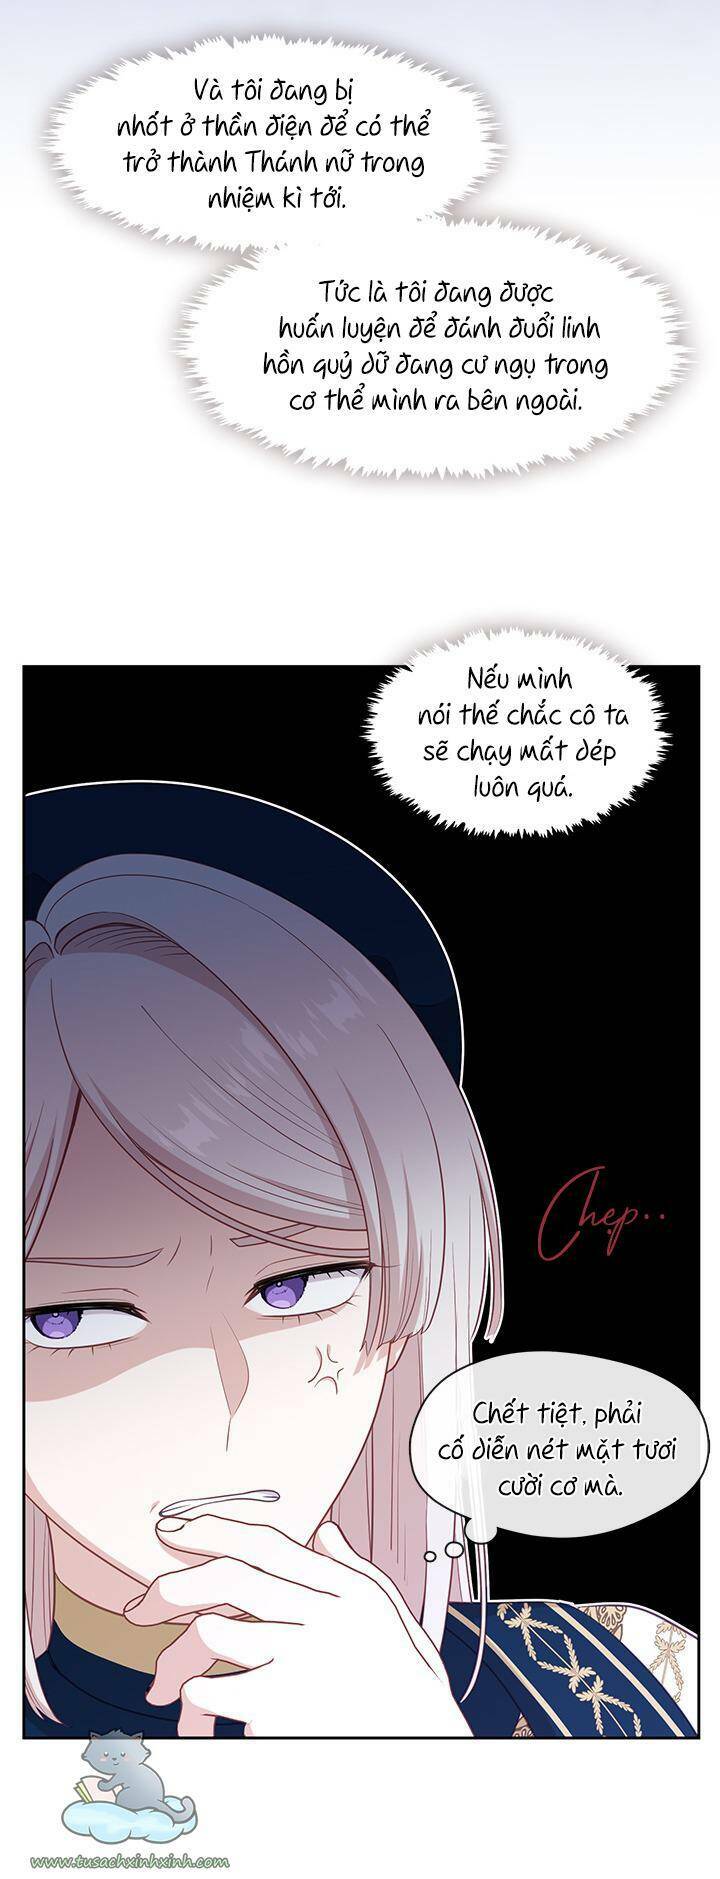 Và tôi đang bị
nhốt ở thần điện để có thể
trở thành Thánh nữ trong
nhiệm kì tới.
Tức là tôi đang được
huấn luyện để đánh đuổi linh
hồn quỷ dữ đang cư ngụ trong
cơ thể mình ra bên ngoài.
Nếu mình
nói thế chắc cô ta
sẽ chạy mất dép
luôn quá.
Chẹp..
Chết tiệt, phải
cố diễn nét mặt tươi
cười cơ mà.
www.tusachxinhxinh.com